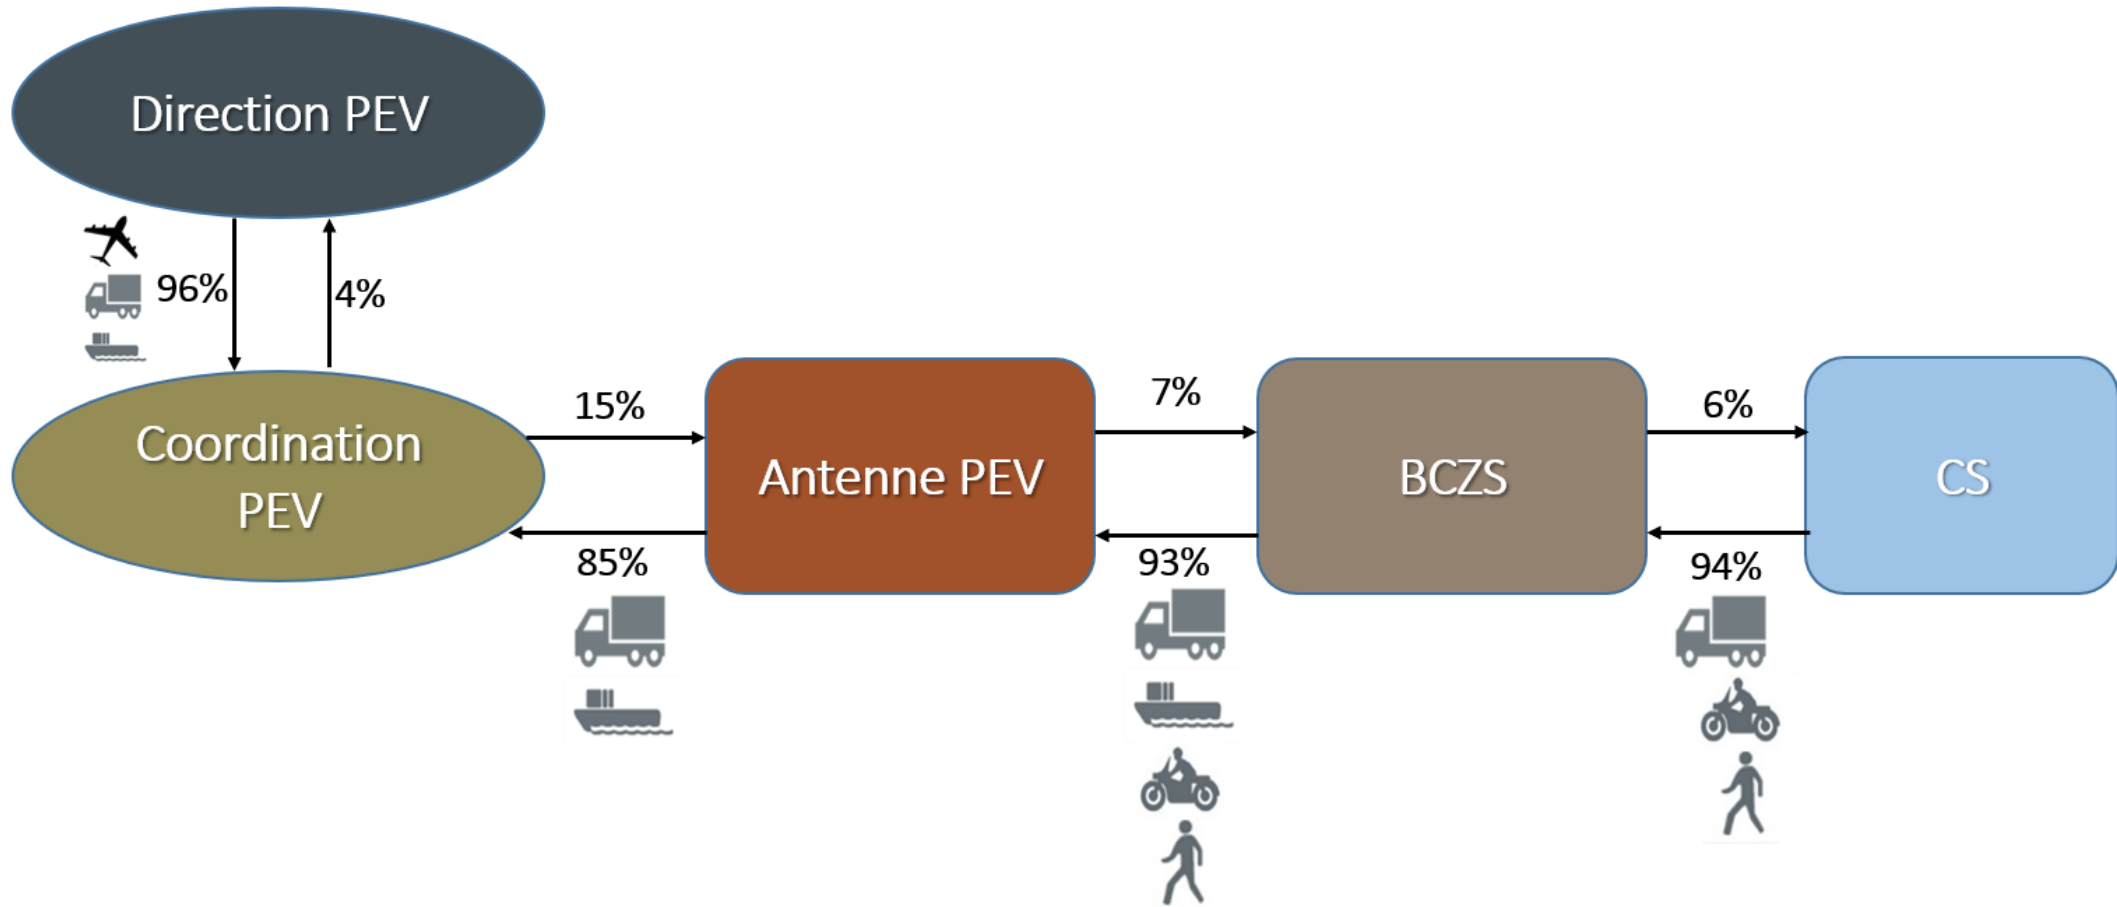 Direction PEV
96%
4%
Coordination
PEV
15%
85%
Antenne PEV
7%
93%
BCZS
6%
94%
CS